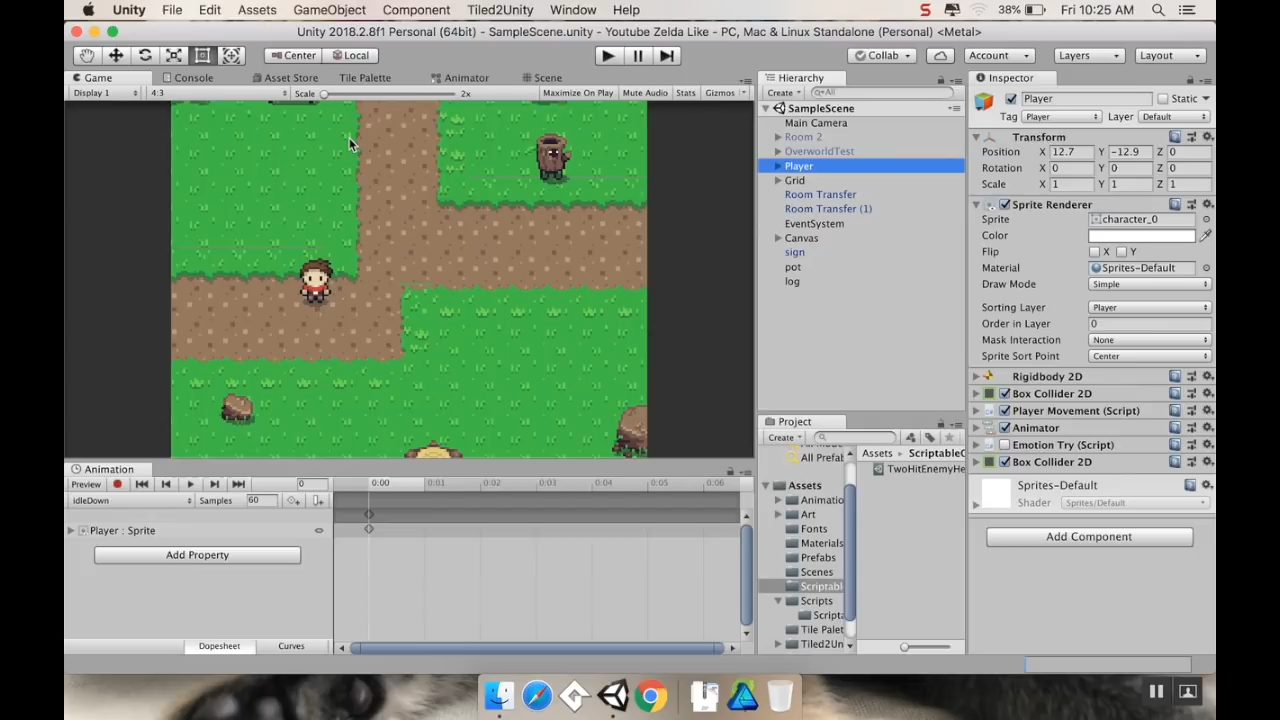 Unity File Edit Assets GameObject Component Tiled2Unity Window Help 38% Fri 10:25 AM
Unity 2018.2.8f1 Personal (64bit) - SampleScene.unity - Youtube Zelda Like - PC, Mac & Linux Standalone (Personal) <Metal>
Center Local Collab Account Layers Layout
Game Console Asset Store Tile Palette Animator Scene
Display 1 4:3 Scale 2x Maximize On Play Mute Audio Stats Gizmos
Hierarchy
Create All
SampleScene
Main Camera
Room 2
OverworldTest
Player
Grid
Room Transfer
Room Transfer (1)
EventSystem
Canvas
sign
pot
log
Inspector
Player Static
Tag Player Layer Default
Transform
Position X 12.7 Y -12.9 Z 0
Rotation X 0 Y 0 Z 0
Scale X 1 Y 1 Z 1
Sprite Renderer
Sprite character_0
Color
Flip X Y
Material Sprites-Default
Draw Mode Simple
Sorting Layer Player
Order in Layer 0
Mask Interaction None
Sprite Sort Point Center
Rigidbody 2D
Box Collider 2D
Player Movement (Script)
Animator
Emotion Try (Script)
Box Collider 2D
Sprites-Default
Shader Sprites/Default
Add Component
Project
Create
All Prefab
Assets
Animatio
Art
Fonts
Materials
Prefabs
Scenes
Scriptabl
Scripts
Scripta
Tile Palet
Tiled2Un
Assets ScriptableO
TwoHitEnemyHe
Animation
Preview 0 0:00 0:01 0:02 0:03 0:04 0:05 0:06
idleDown Samples 60
Player : Sprite
Add Property
Dopesheet Curves